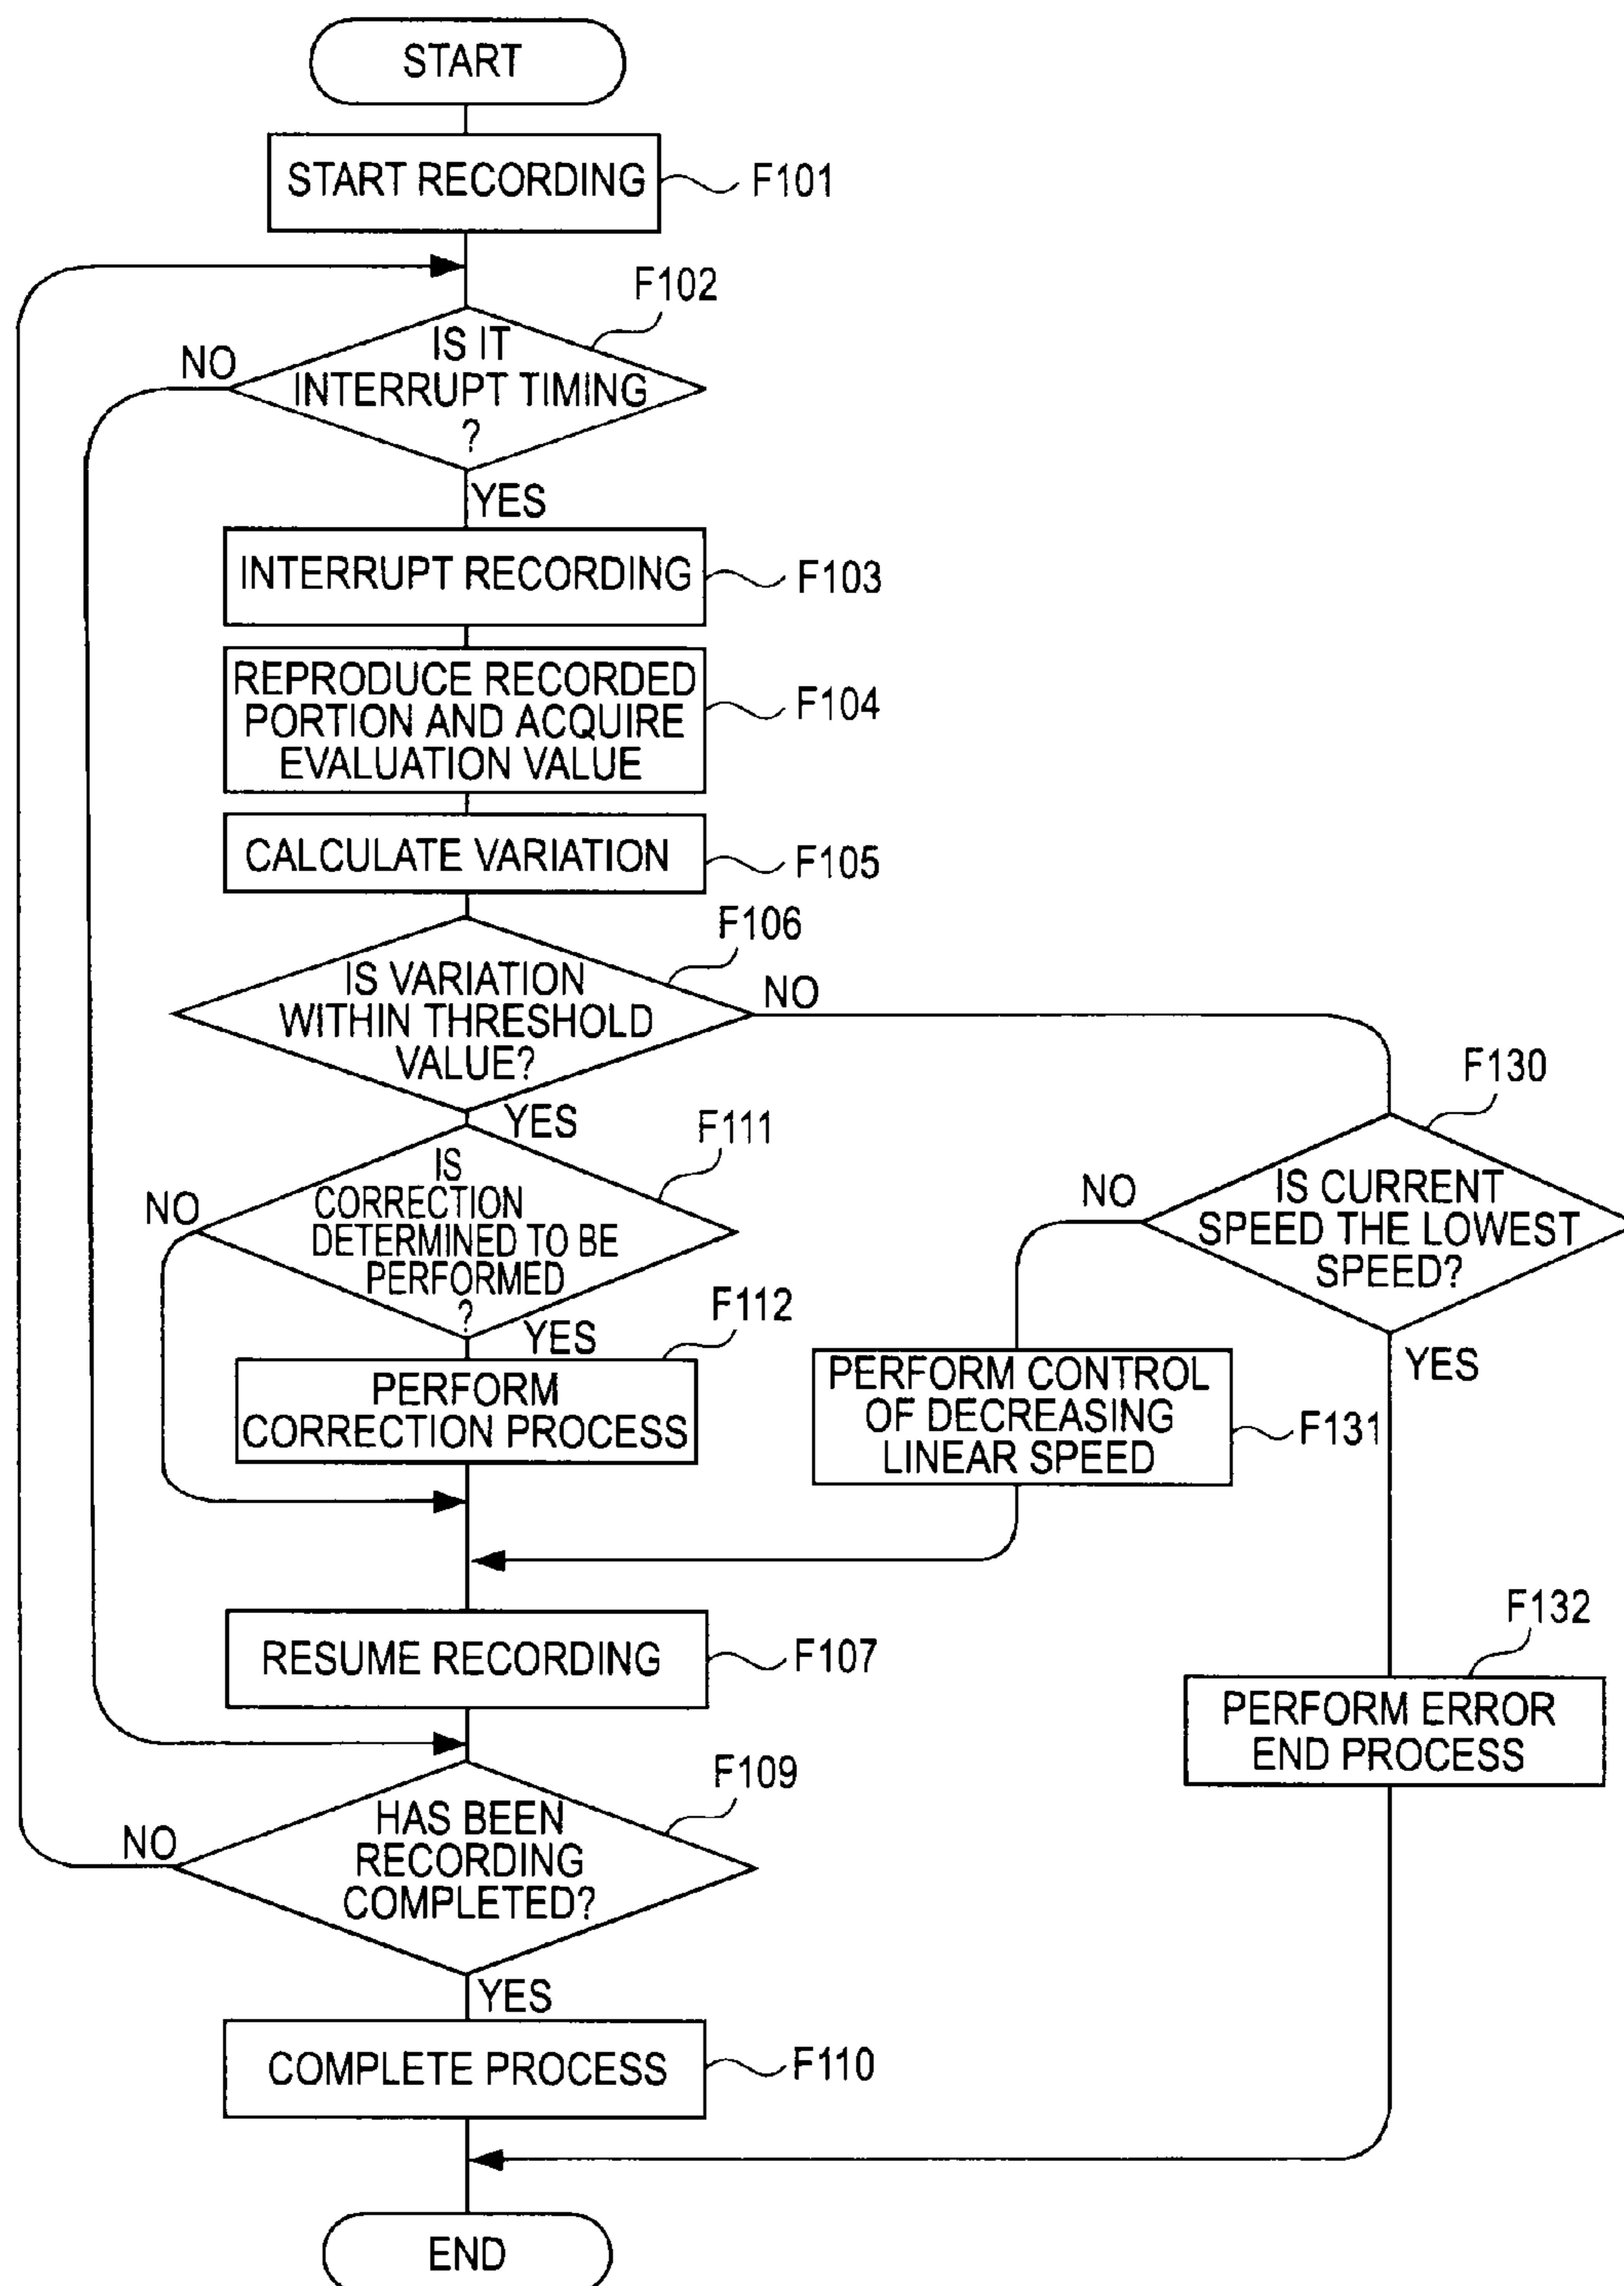 START
START RECORDING
F101
F102
IS IT
INTERRUPT TIMING
?
NO
YES
INTERRUPT RECORDING
F103
REPRODUCE RECORDED
PORTION AND ACQUIRE
EVALUATION VALUE
F104
CALCULATE VARIATION
F105
F106
IS VARIATION
WITHIN THRESHOLD
VALUE?
NO
YES
F111
IS
CORRECTION
DETERMINED TO BE
PERFORMED
?
NO
YES
F112
PERFORM
CORRECTION PROCESS
F130
IS CURRENT
SPEED THE LOWEST
SPEED?
NO
YES
PERFORM CONTROL
OF DECREASING
LINEAR SPEED
F131
RESUME RECORDING
F107
F132
PERFORM ERROR
END PROCESS
F109
HAS BEEN
RECORDING
COMPLETED?
NO
YES
COMPLETE PROCESS
F110
END